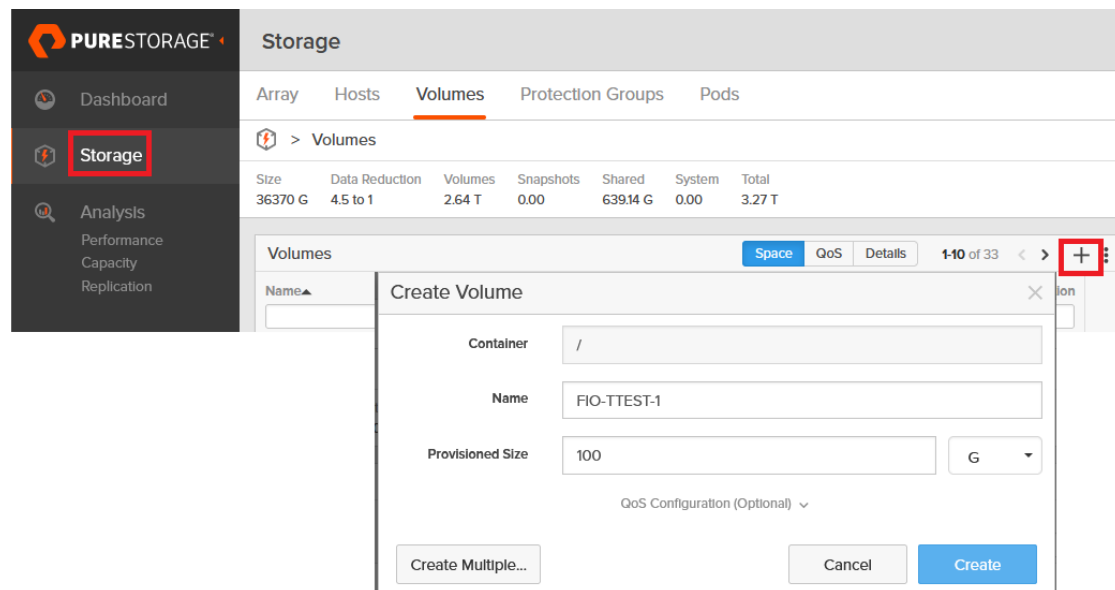 PURESTORAGE®
Storage
Dashboard
Storage
Analysis
Performance
Capacity
Replication
Array Hosts Volumes Protection Groups Pods
> Volumes
Size Data Reduction Volumes Snapshots Shared System Total
36370 G 4.5 to 1 2.64 T 0.00 639.14 G 0.00 3.27 T
Volumes Space QoS Details 1-10 of 33 < > +
Name
Create Volume
Container /
Name FIO-TTEST-1
Provisioned Size 100 G
QoS Configuration (Optional)
Create Multiple... Cancel Create